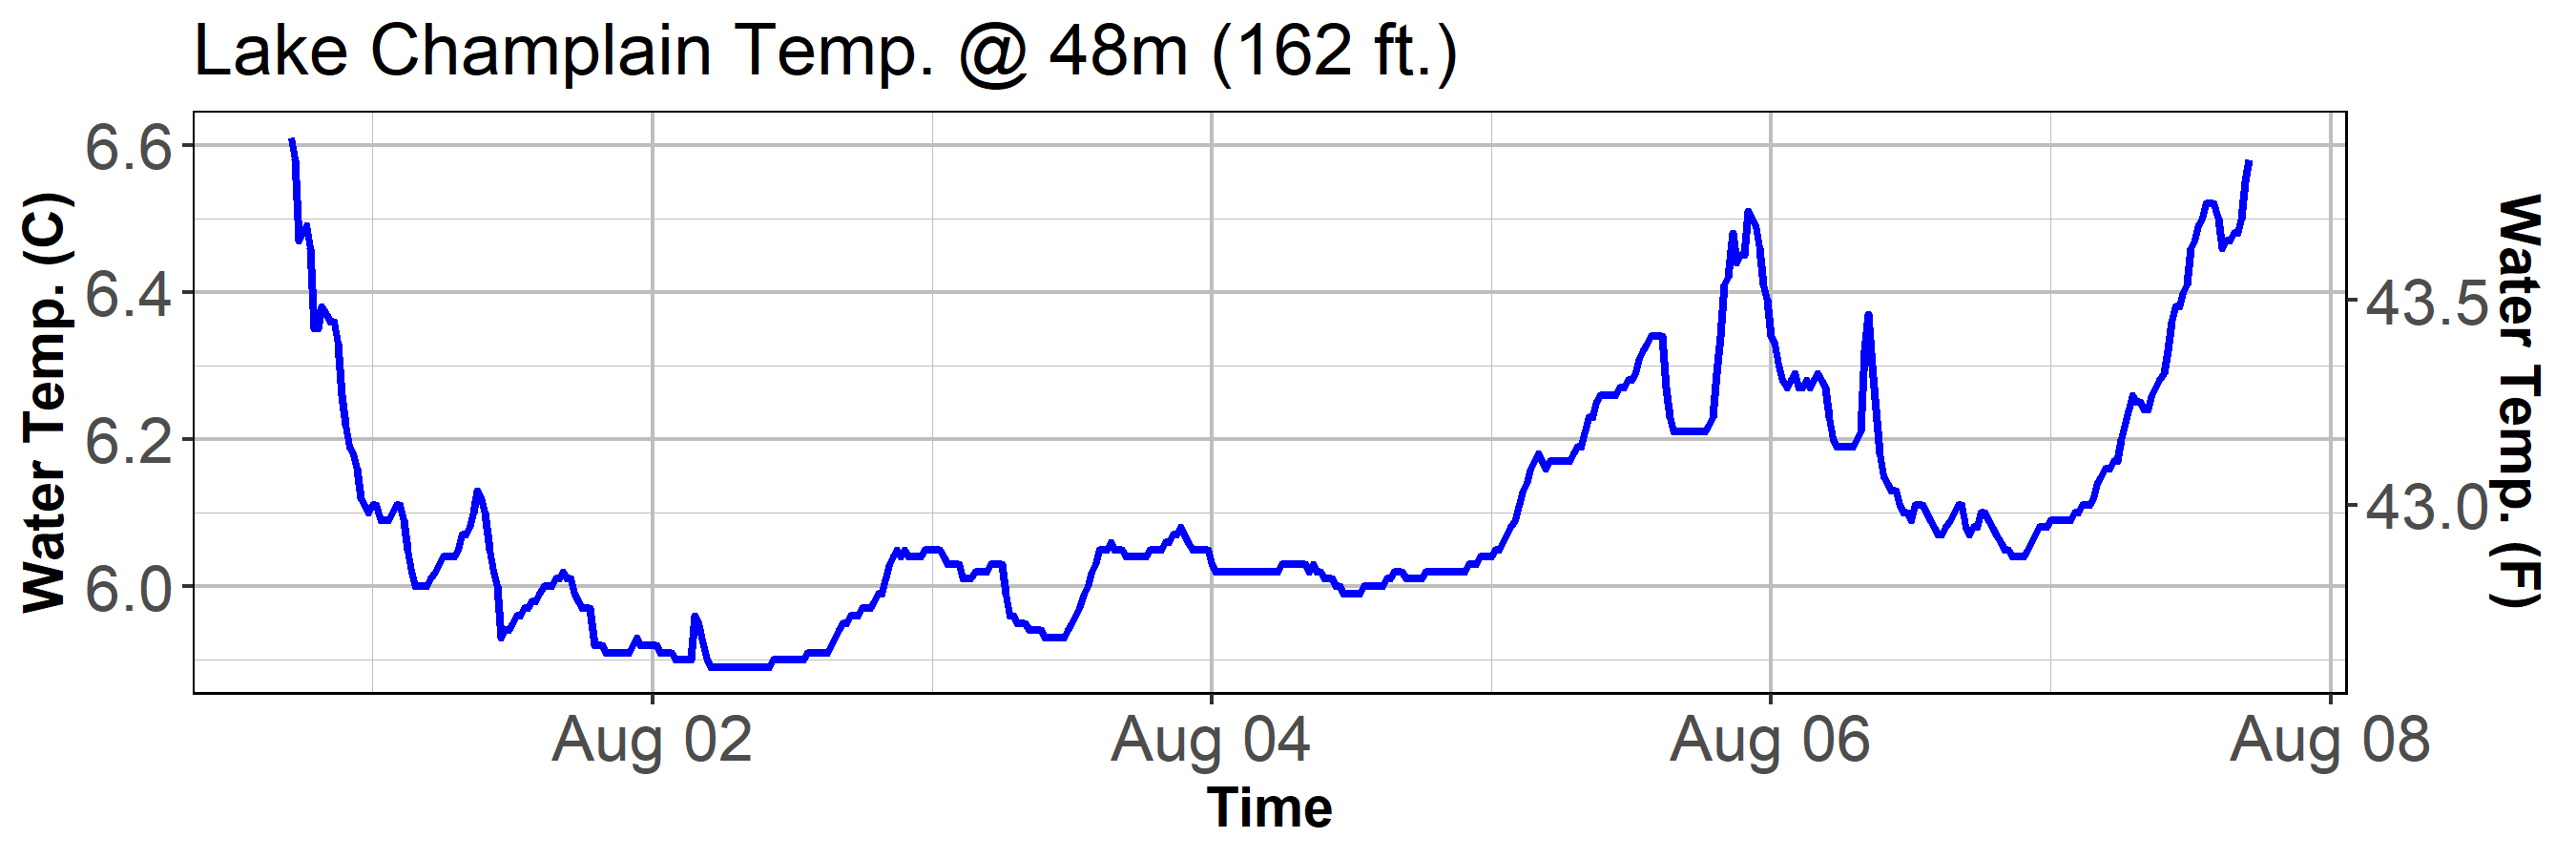 Lake Champlain Temp. @ 48m (162 ft.)
Water Temp. (C)
6.6
6.4
6.2
6.0
43.5
43.0
Water Temp. (F)
Aug 02 Aug 04 Aug 06 Aug 08
Time